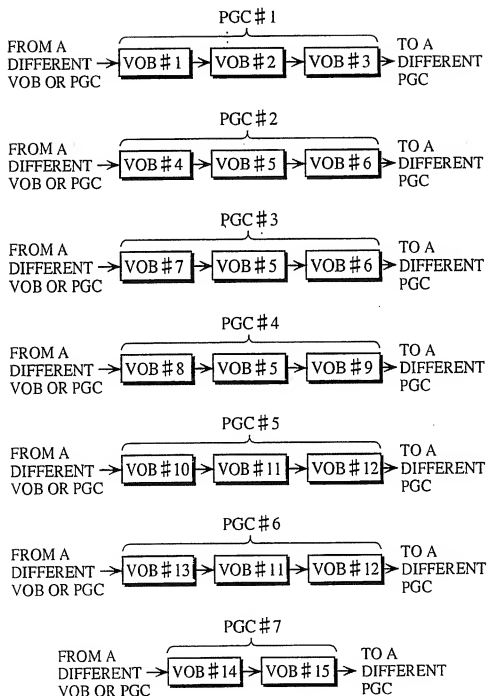 PGC#1
FROM A
DIFFERENT
VOB OR PGC
VOB#1
VOB#2
VOB#3
TO A
DIFFERENT
PGC
PGC#2
FROM A
DIFFERENT
VOB OR PGC
VOB#4
VOB#5
VOB#6
TO A
DIFFERENT
PGC
PGC#3
FROM A
DIFFERENT
VOB OR PGC
VOB#7
VOB#5
VOB#6
TO A
DIFFERENT
PGC
PGC#4
FROM A
DIFFERENT
VOB OR PGC
VOB#8
VOB#5
VOB#9
TO A
DIFFERENT
PGC
PGC#5
FROM A
DIFFERENT
VOB OR PGC
VOB#10
VOB#11
VOB#12
TO A
DIFFERENT
PGC
PGC#6
FROM A
DIFFERENT
VOB OR PGC
VOB#13
VOB#11
VOB#12
TO A
DIFFERENT
PGC
PGC#7
FROM A
DIFFERENT
VOB OR PGC
VOB#14
VOB#15
TO A
DIFFERENT
PGC